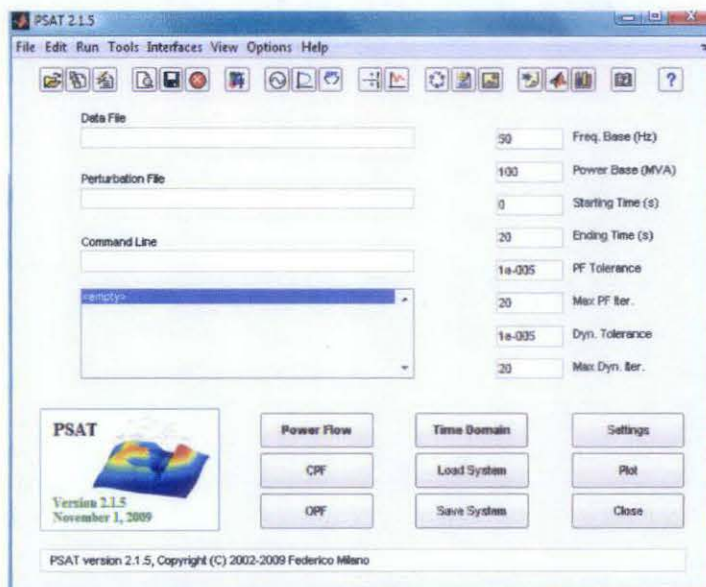 PSAT 2.1.5
File Edit Run Tools Interfaces View Options Help
Data File
50 Freq. Base (Hz)
100 Power Base (MVA)
Perturbation File
0 Starting Time (s)
20 Ending Time (s)
Command Line
1e-005 PF Tolerance
<empty>
20 Max PF Iter.
1e-005 Dyn. Tolerance
20 Max Dyn. Iter.
PSAT
Version 2.1.5
November 1, 2009
Power Flow Time Domain Settings
CPF Load System Plot
OPF Save System Close
PSAT version 2.1.5, Copyright (C) 2002-2009 Federico Milano